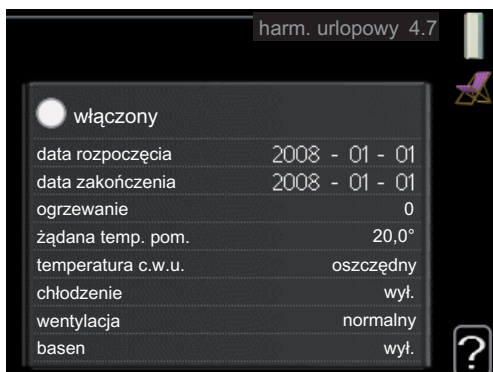 harm. urlopowy 4.7
włączony
data rozpoczęcia 2008 - 01 - 01
data zakończenia 2008 - 01 - 01
ogrzewanie 0
żądana temp. pom. 20,0°
temperatura c.w.u. oszczędny
chłodzenie wył.
wentylacja normalny
basen wył.
?